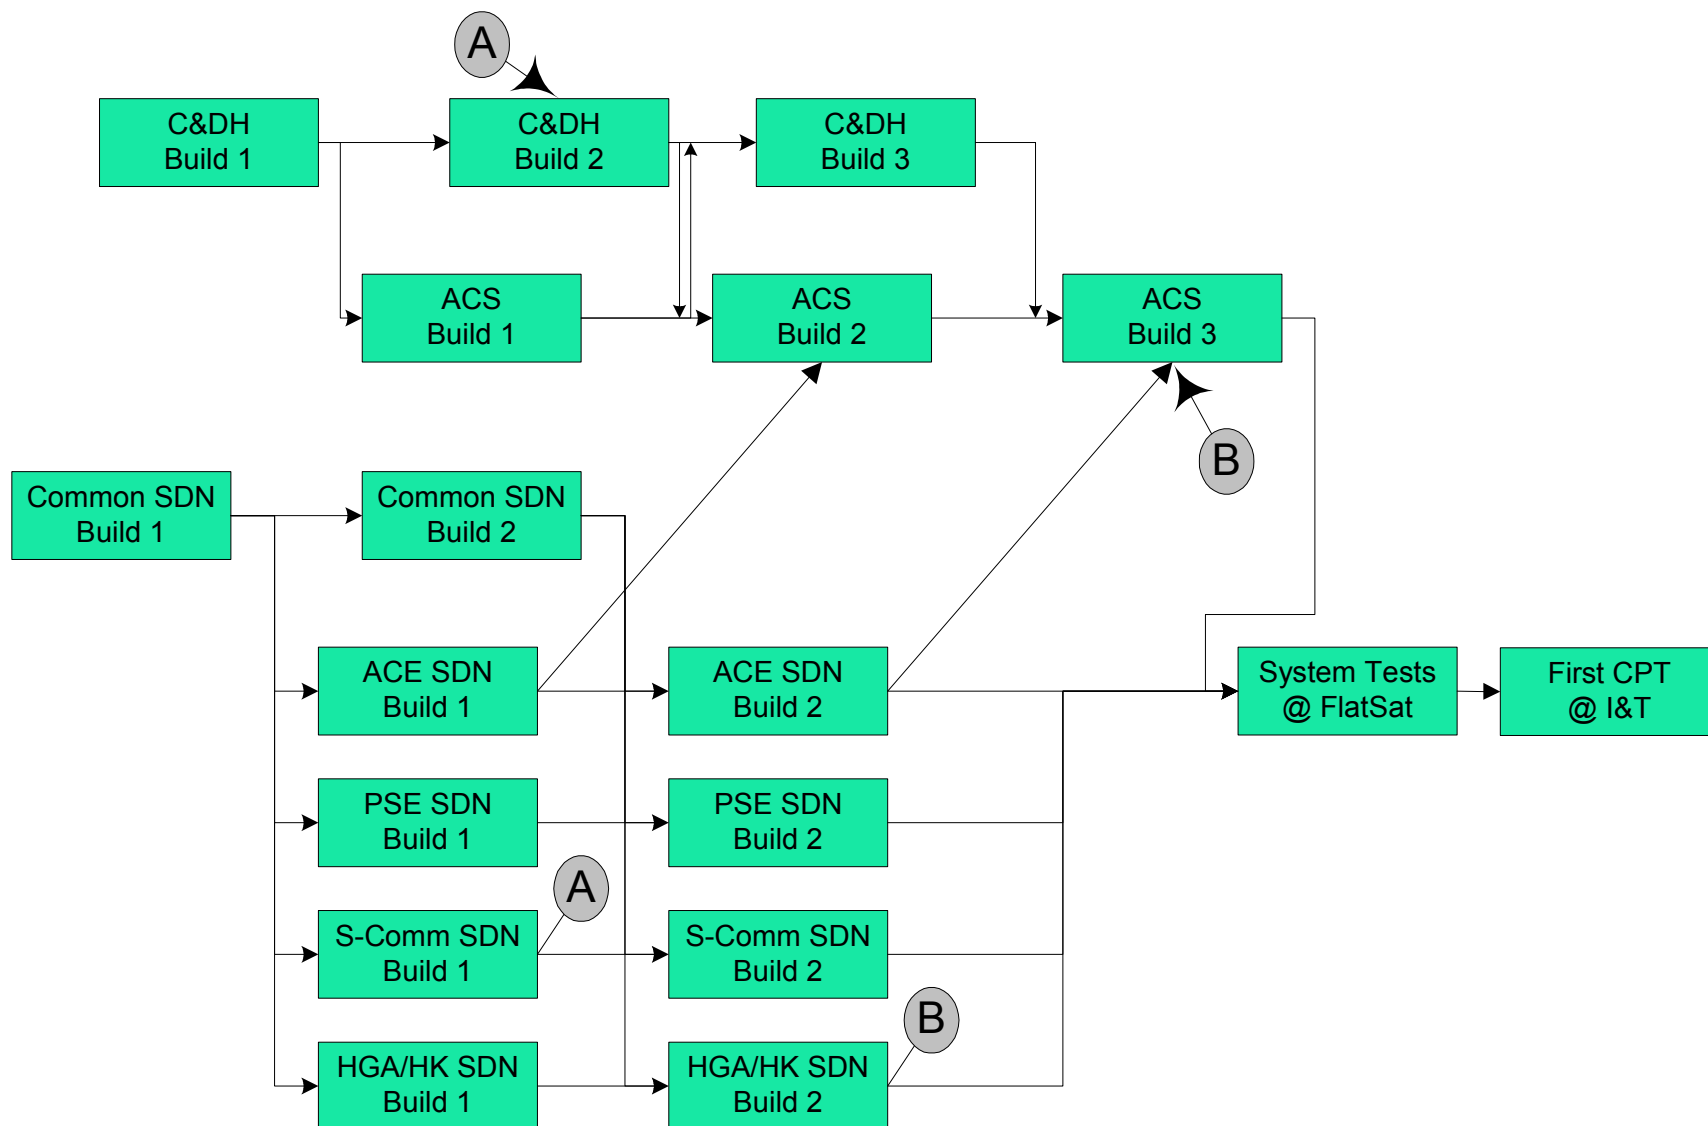 A
C&DH
Build 1
C&DH
Build 2
C&DH
Build 3
ACS
Build 1
ACS
Build 2
ACS
Build 3
B
Common SDN
Build 1
Common SDN
Build 2
ACE SDN
Build 1
ACE SDN
Build 2
System Tests
@ FlatSat
First CPT
@ I&T
PSE SDN
Build 1
PSE SDN
Build 2
A
S-Comm SDN
Build 1
S-Comm SDN
Build 2
B
HGA/HK SDN
Build 1
HGA/HK SDN
Build 2